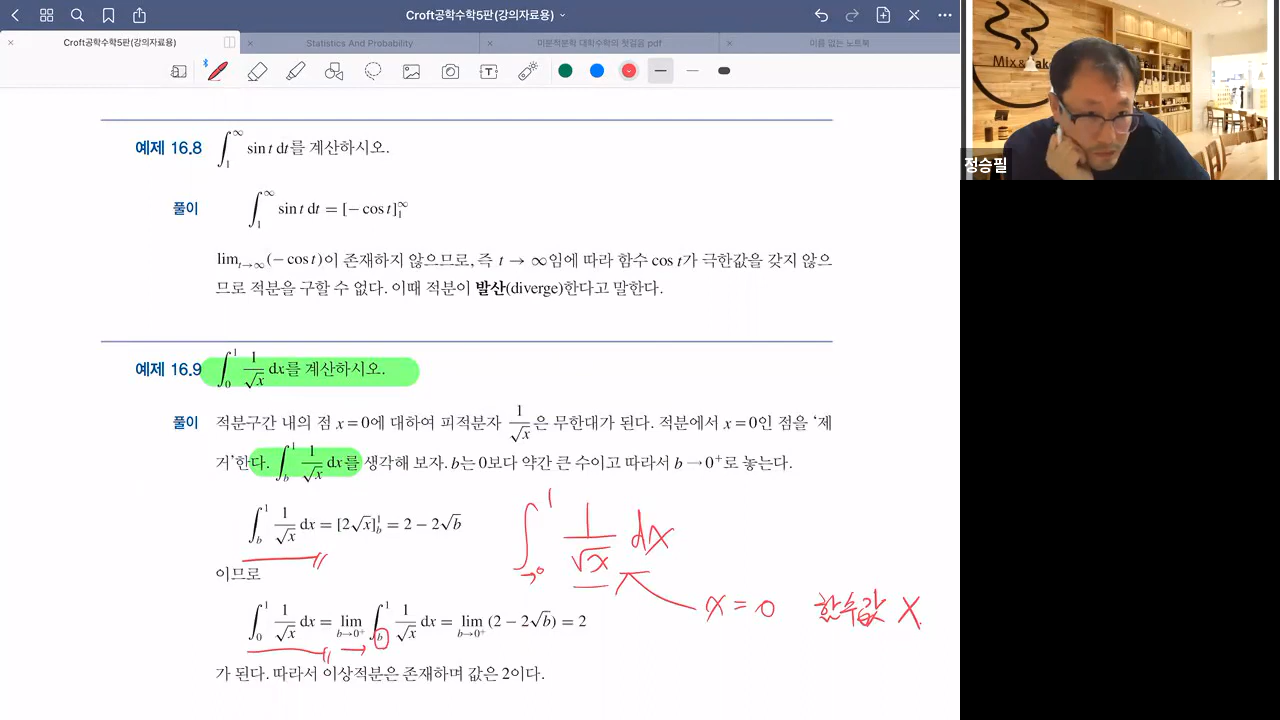 Croft공학수학5판(강의자료용)
Croft공학수학5판(강의자료용)
Statistics And Probability
미분적분학 대학수학의 첫걸음 pdf
이름 없는 노트북
예제 16.8 ∫₁^∞ sin t dt를 계산하시오.
풀이 ∫₁^∞ sin t dt = [− cos t]₁^∞
lim_{t→∞}(− cos t)이 존재하지 않으므로, 즉 t → ∞임에 따라 함수 cos t가 극한값을 갖지 않으
므로 적분을 구할 수 없다. 이때 적분이 발산(diverge)한다고 말한다.
예제 16.9 ∫₀¹ 1/√x dx를 계산하시오.
풀이 적분구간 내의 점 x = 0에 대하여 피적분자 1/√x은 무한대가 된다. 적분에서 x = 0인 점을 ‘제
거’한다. ∫_b¹ 1/√x dx를 생각해 보자. b는 0보다 약간 큰 수이고 따라서 b → 0⁺로 놓는다.
∫_b¹ 1/√x dx = [2√x]_b¹ = 2 − 2√b
∫_{→0}^1 1/√x dx
이므로
x = 0 함수값 X
∫₀¹ 1/√x dx = lim_{b→0⁺} ∫_b¹ 1/√x dx = lim_{b→0⁺} (2 − 2√b) = 2
가 된다. 따라서 이상적분은 존재하며 값은 2이다.
Mix&
정승필